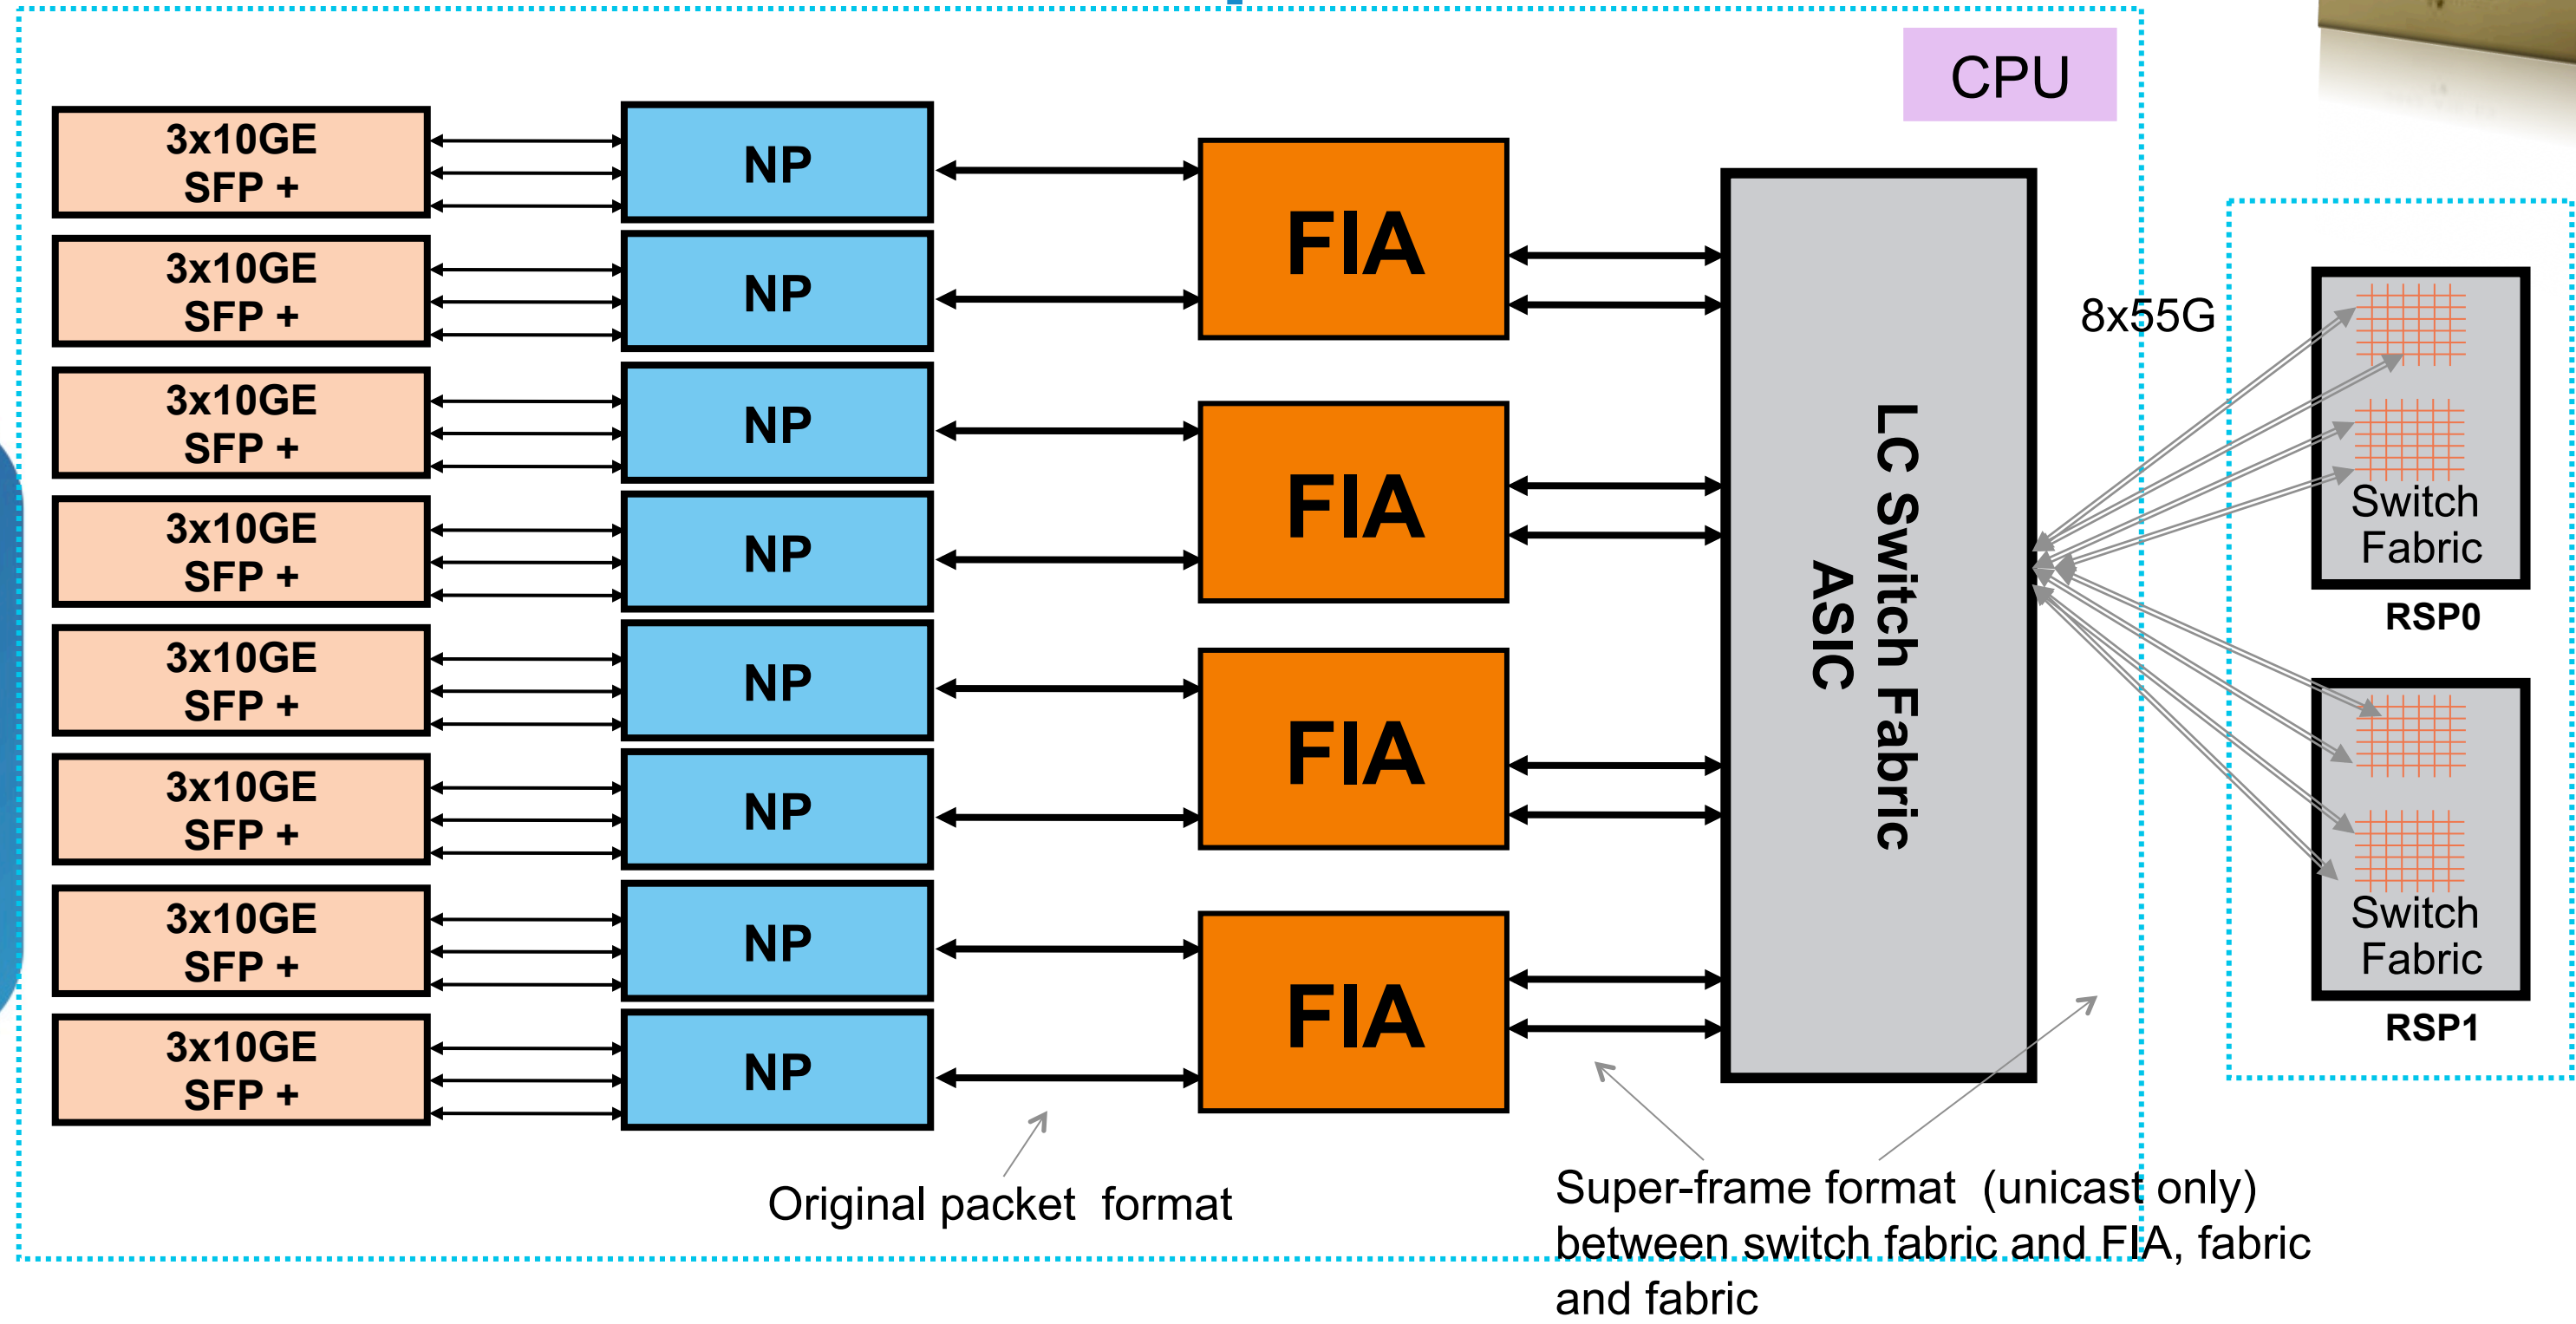 CPU
3x10GE
SFP +
NP
3x10GE
SFP +
NP
3x10GE
SFP +
NP
3x10GE
SFP +
NP
3x10GE
SFP +
NP
3x10GE
SFP +
NP
3x10GE
SFP +
NP
3x10GE
SFP +
NP
FIA
FIA
FIA
FIA
LC Switch Fabric
ASIC
8x55G
Switch
Fabric
RSP0
Switch
Fabric
RSP1
Original packet format
Super-frame format (unicast only)
between switch fabric and FIA, fabric
and fabric